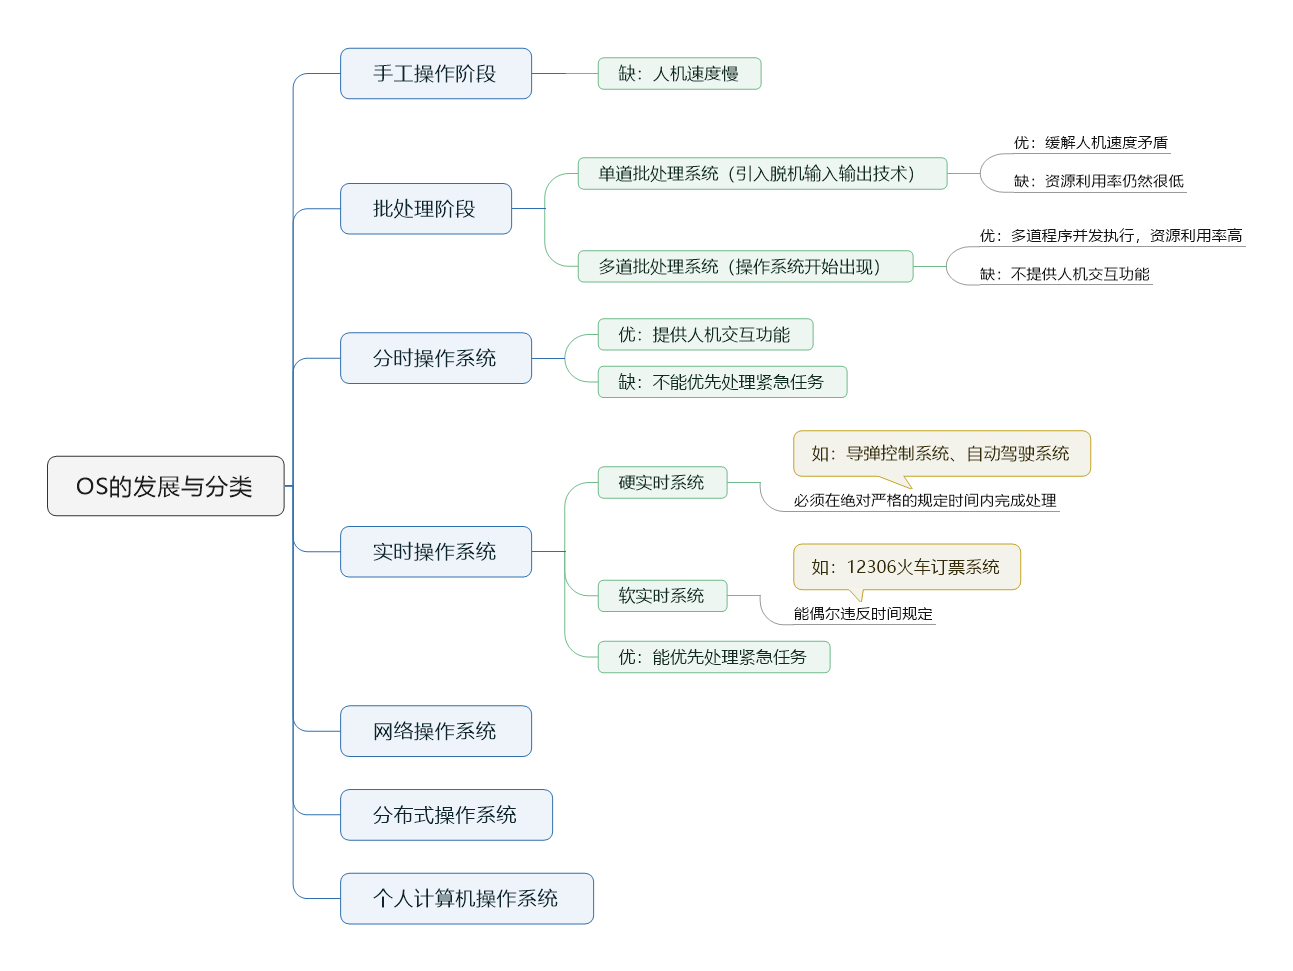 OS的发展与分类
手工操作阶段
缺：人机速度慢
批处理阶段
单道批处理系统（引入脱机输入输出技术）
优：缓解人机速度矛盾
缺：资源利用率仍然很低
多道批处理系统（操作系统开始出现）
优：多道程序并发执行，资源利用率高
缺：不提供人机交互功能
分时操作系统
优：提供人机交互功能
缺：不能优先处理紧急任务
实时操作系统
硬实时系统
如：导弹控制系统、自动驾驶系统
必须在绝对严格的规定时间内完成处理
软实时系统
如：12306火车订票系统
能偶尔违反时间规定
优：能优先处理紧急任务
网络操作系统
分布式操作系统
个人计算机操作系统